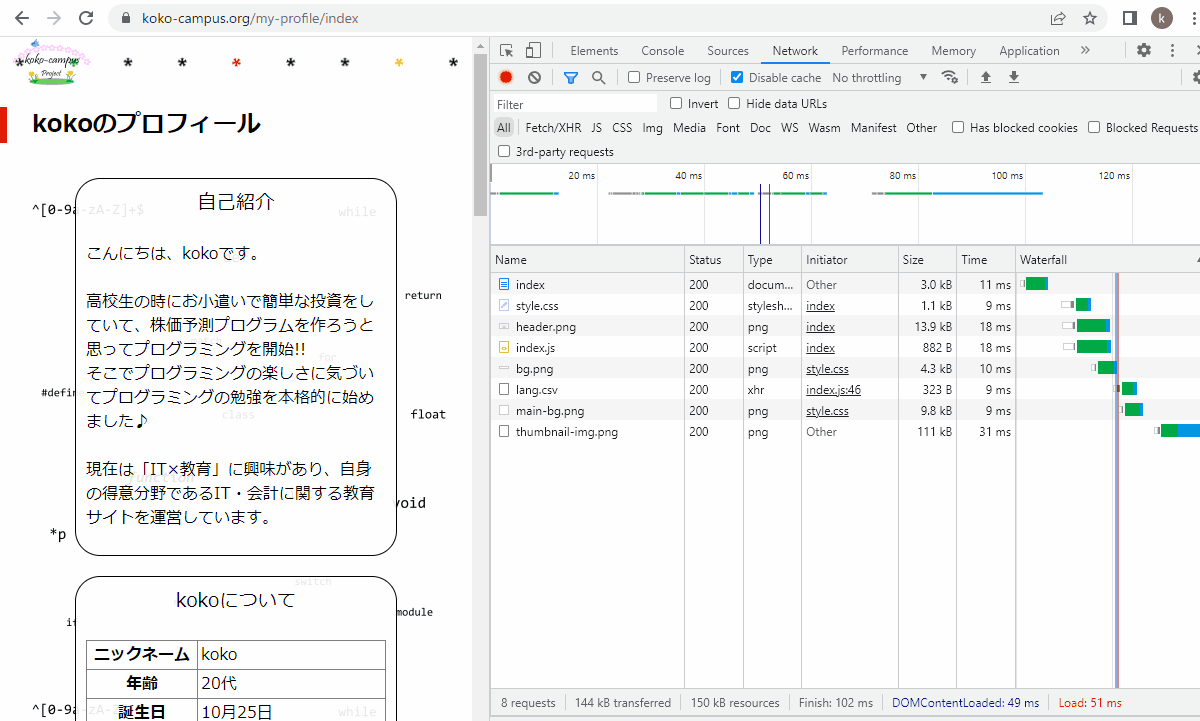 koko-campus.org/my-profile/index
k
koko-campus
Project
* * * * * * *
kokoのプロフィール
^[0-9a-zA-Z]+$
while
自己紹介
こんにちは、kokoです。
高校生の時にお小遣いで簡単な投資をし
ていて、株価予測プログラムを作ろうと
思ってプログラミングを開始!!
そこでプログラミングの楽しさに気づい
てプログラミングの勉強を本格的に始め
ました♪
現在は「IT×教育」に興味があり、自身
の得意分野であるIT・会計に関する教育
サイトを運営しています。
return
for
#define
class
float
function
void
*p
switch
module
kokoについて
ニックネーム koko
年齢 20代
誕生日 10月25日
^[0-9a-zA-Z
while
Elements Console Sources Network Performance Memory Application »
Preserve log Disable cache No throttling
Filter Invert Hide data URLs
All Fetch/XHR JS CSS Img Media Font Doc WS Wasm Manifest Other Has blocked cookies Blocked Requests
3rd-party requests
20 ms 40 ms 60 ms 80 ms 100 ms 120 ms
Name Status Type Initiator Size Time Waterfall
index 200 docum... Other 3.0 kB 11 ms
style.css 200 stylesh... index 1.1 kB 9 ms
header.png 200 png index 13.9 kB 18 ms
index.js 200 script index 882 B 18 ms
bg.png 200 png style.css 4.3 kB 10 ms
lang.csv 200 xhr index.js:46 323 B 9 ms
main-bg.png 200 png style.css 9.8 kB 9 ms
thumbnail-img.png 200 png Other 111 kB 31 ms
8 requests 144 kB transferred 150 kB resources Finish: 102 ms DOMContentLoaded: 49 ms Load: 51 ms